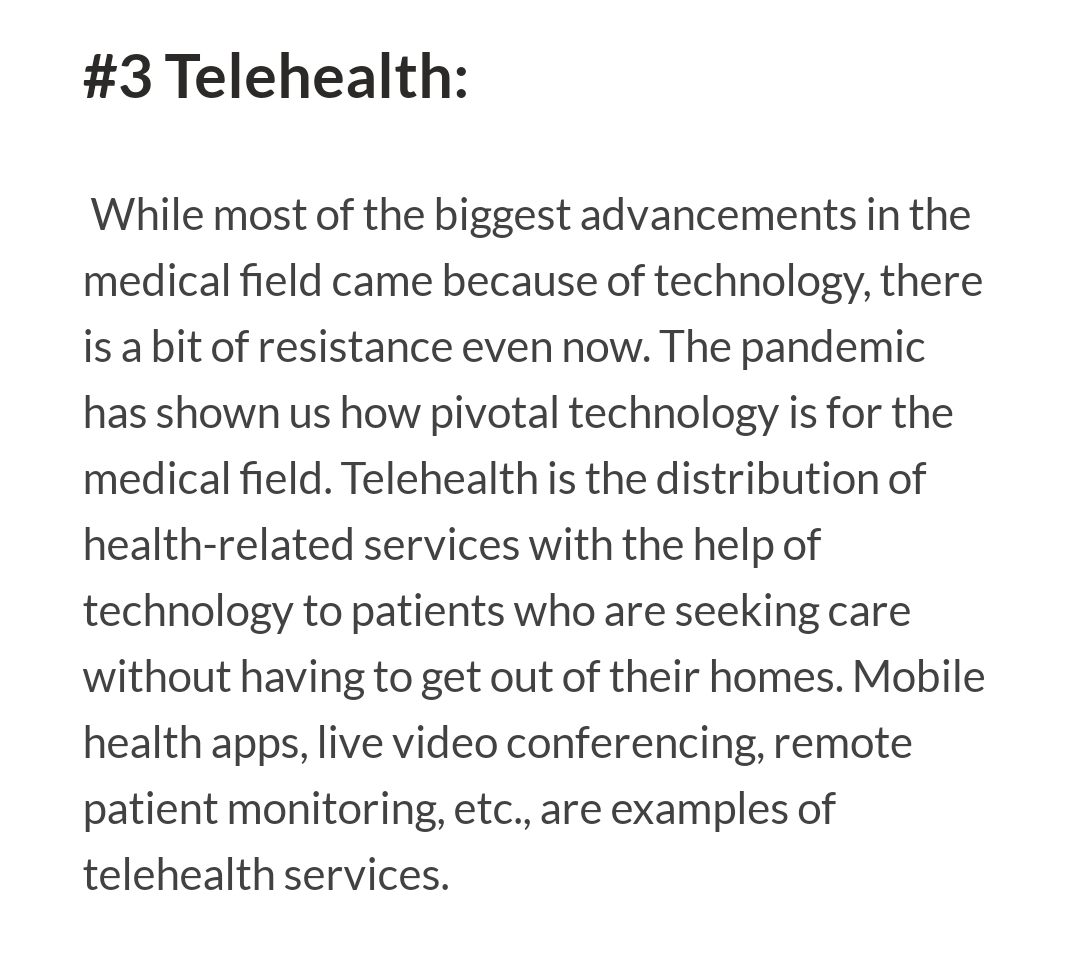 #3 Telehealth:
While most of the biggest advancements in the
medical field came because of technology, there
is a bit of resistance even now. The pandemic
has shown us how pivotal technology is for the
medical field. Telehealth is the distribution of
health-related services with the help of
technology to patients who are seeking care
without having to get out of their homes. Mobile
health apps, live video conferencing, remote
patient monitoring, etc., are examples of
telehealth services.